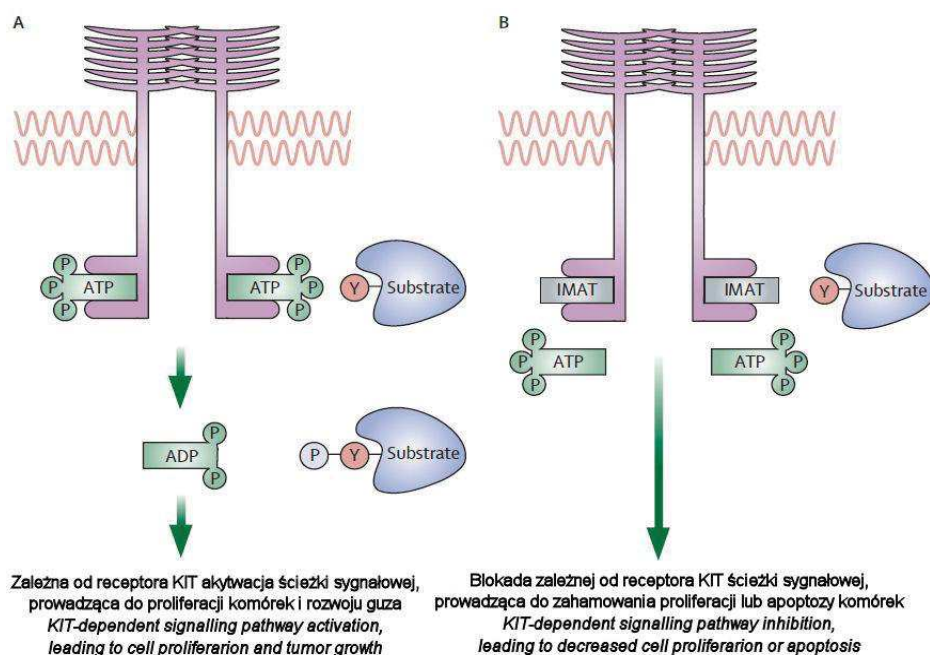 A
B
P
P
P
ATP
ATP
P
P
P
Y
Substrate
IMAT
IMAT
Y
Substrate
P
P
P
ATP
ATP
P
P
P
P
ADP
P
P
Y
Substrate
Zależna od receptora KIT akytwacja ścieżki sygnałowej,
prowadząca do proliferacji komórek i rozwoju guza
KIT-dependent signalling pathway activation,
leading to cell proliferarion and tumor growth
Blokada zależnej od receptora KIT ścieżki sygnałowej,
prowadząca do zahamowania proliferacji lub apoptozy komórek
KIT-dependent signalling pathway inhibition,
leading to decreased cell proliferarion or apoptosis